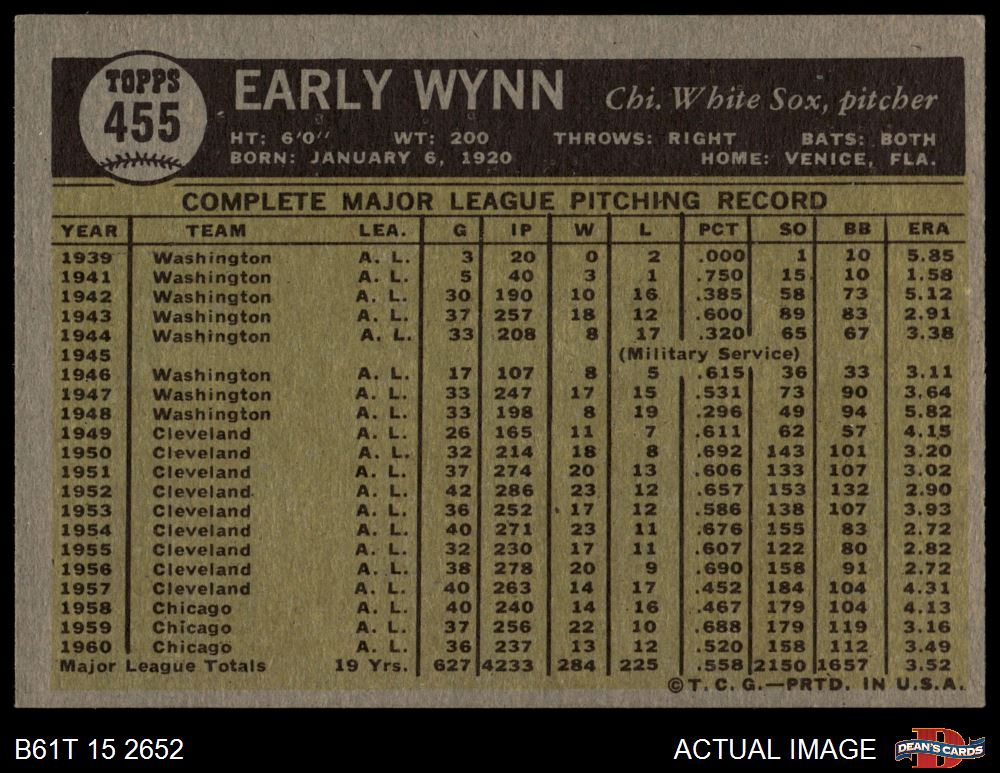 TOPPS
455
EARLY WYNN Chi. White Sox, pitcher
HT: 6'0" WT: 200 THROWS: RIGHT BATS: BOTH
BORN: JANUARY 6, 1920 HOME: VENICE, FLA.
COMPLETE MAJOR LEAGUE PITCHING RECORD
YEAR TEAM LEA. G IP W L PCT SO BB ERA
1939 Washington A. L. 3 20 0 2 .000 1 10 5.85
1941 Washington A. L. 5 40 3 1 .750 15 10 1.58
1942 Washington A. L. 30 190 10 16 .385 58 73 5.12
1943 Washington A. L. 37 257 18 12 .600 89 83 2.91
1944 Washington A. L. 33 208 8 17 .320 65 67 3.38
1945 (Military Service)
1946 Washington A. L. 17 107 8 5 .615 36 33 3.11
1947 Washington A. L. 33 247 17 15 .531 73 90 3.64
1948 Washington A. L. 33 198 8 19 .296 49 94 5.82
1949 Cleveland A. L. 26 165 11 7 .611 62 57 4.15
1950 Cleveland A. L. 32 214 18 8 .692 143 101 3.20
1951 Cleveland A. L. 37 274 20 13 .606 133 107 3.02
1952 Cleveland A. L. 42 286 23 12 .657 153 132 2.90
1953 Cleveland A. L. 36 252 17 12 .586 138 107 3.93
1954 Cleveland A. L. 40 271 23 11 .676 155 83 2.72
1955 Cleveland A. L. 32 230 17 11 .607 122 80 2.82
1956 Cleveland A. L. 38 278 20 9 .690 158 91 2.72
1957 Cleveland A. L. 40 263 14 17 .452 184 104 4.31
1958 Chicago A. L. 40 240 14 16 .467 179 104 4.13
1959 Chicago A. L. 37 256 22 10 .688 179 119 3.16
1960 Chicago A. L. 36 237 13 12 .520 158 112 3.49
Major League Totals 19 Yrs. 627 4233 284 225 .558 2150 1657 3.52
© T. C. G.—PRTD. IN U.S.A.
B61T 15 2652 ACTUAL IMAGE DEAN'S CARDS